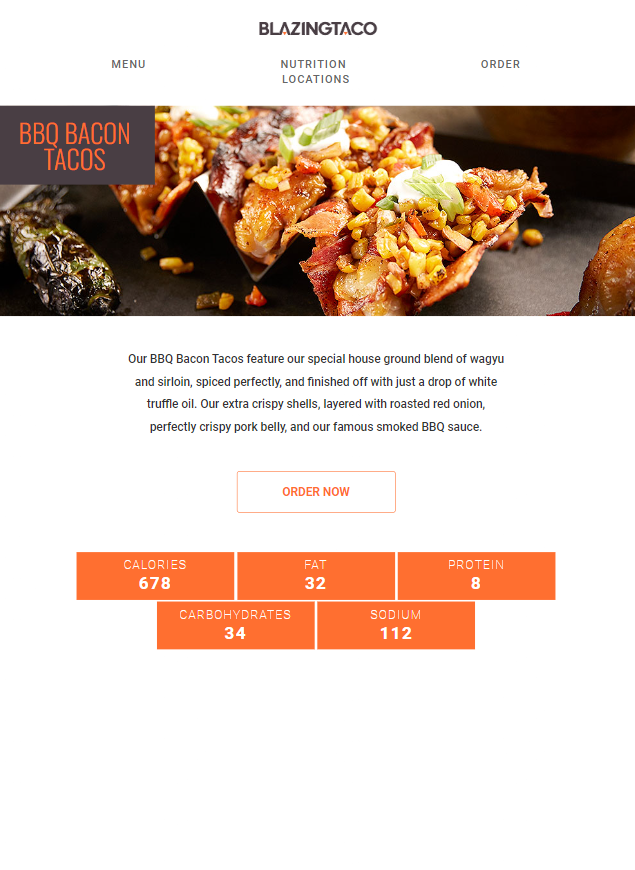 BLAZINGTACO
MENU
NUTRITION
ORDER
LOCATIONS
BBQ BACON
TACOS
Our BBQ Bacon Tacos feature our special house ground blend of wagyu
and sirloin, spiced perfectly, and finished off with just a drop of white
truffle oil. Our extra crispy shells, layered with roasted red onion,
perfectly crispy pork belly, and our famous smoked BBQ sauce.
ORDER NOW
CALORIES
678
FAT
32
PROTEIN
8
CARBOHYDRATES
34
SODIUM
112